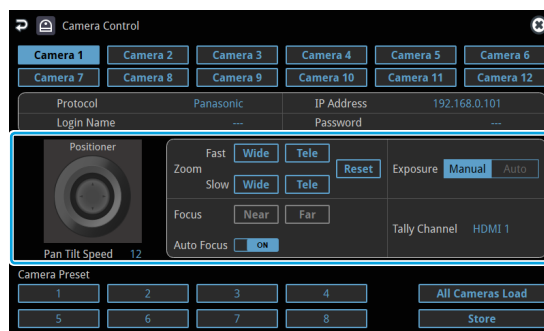 Camera Control
Camera 1 Camera 2 Camera 3 Camera 4 Camera 5 Camera 6
Camera 7 Camera 8 Camera 9 Camera 10 Camera 11 Camera 12
Protocol Panasonic IP Address 192.168.0.101
Login Name --- Password ---
Positioner
Fast Wide Tele
Zoom Reset Exposure Manual Auto
Slow Wide Tele
Focus Near Far
Tally Channel HDMI 1
Auto Focus ON
Pan Tilt Speed 12
Camera Preset
1 2 3 4 All Cameras Load
5 6 7 8 Store